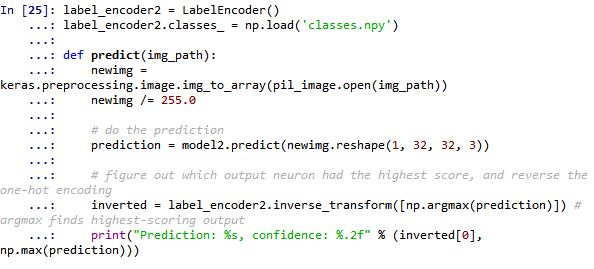 In [25]: label_encoder2 = LabelEncoder()
    ...: label_encoder2.classes_ = np.load('classes.npy')
    ...:
    ...: def predict(img_path):
    ...:     newimg =
keras.preprocessing.image.img_to_array(pil_image.open(img_path))
    ...:     newimg /= 255.0
    ...:
    ...:     # do the prediction
    ...:     prediction = model2.predict(newimg.reshape(1, 32, 32, 3))
    ...:
    ...:     # figure out which output neuron had the highest score, and reverse the
one-hot encoding
    ...:     inverted = label_encoder2.inverse_transform([np.argmax(prediction)]) #
argmax finds highest-scoring output
    ...:     print("Prediction: %s, confidence: %.2f" % (inverted[0],
np.max(prediction)))